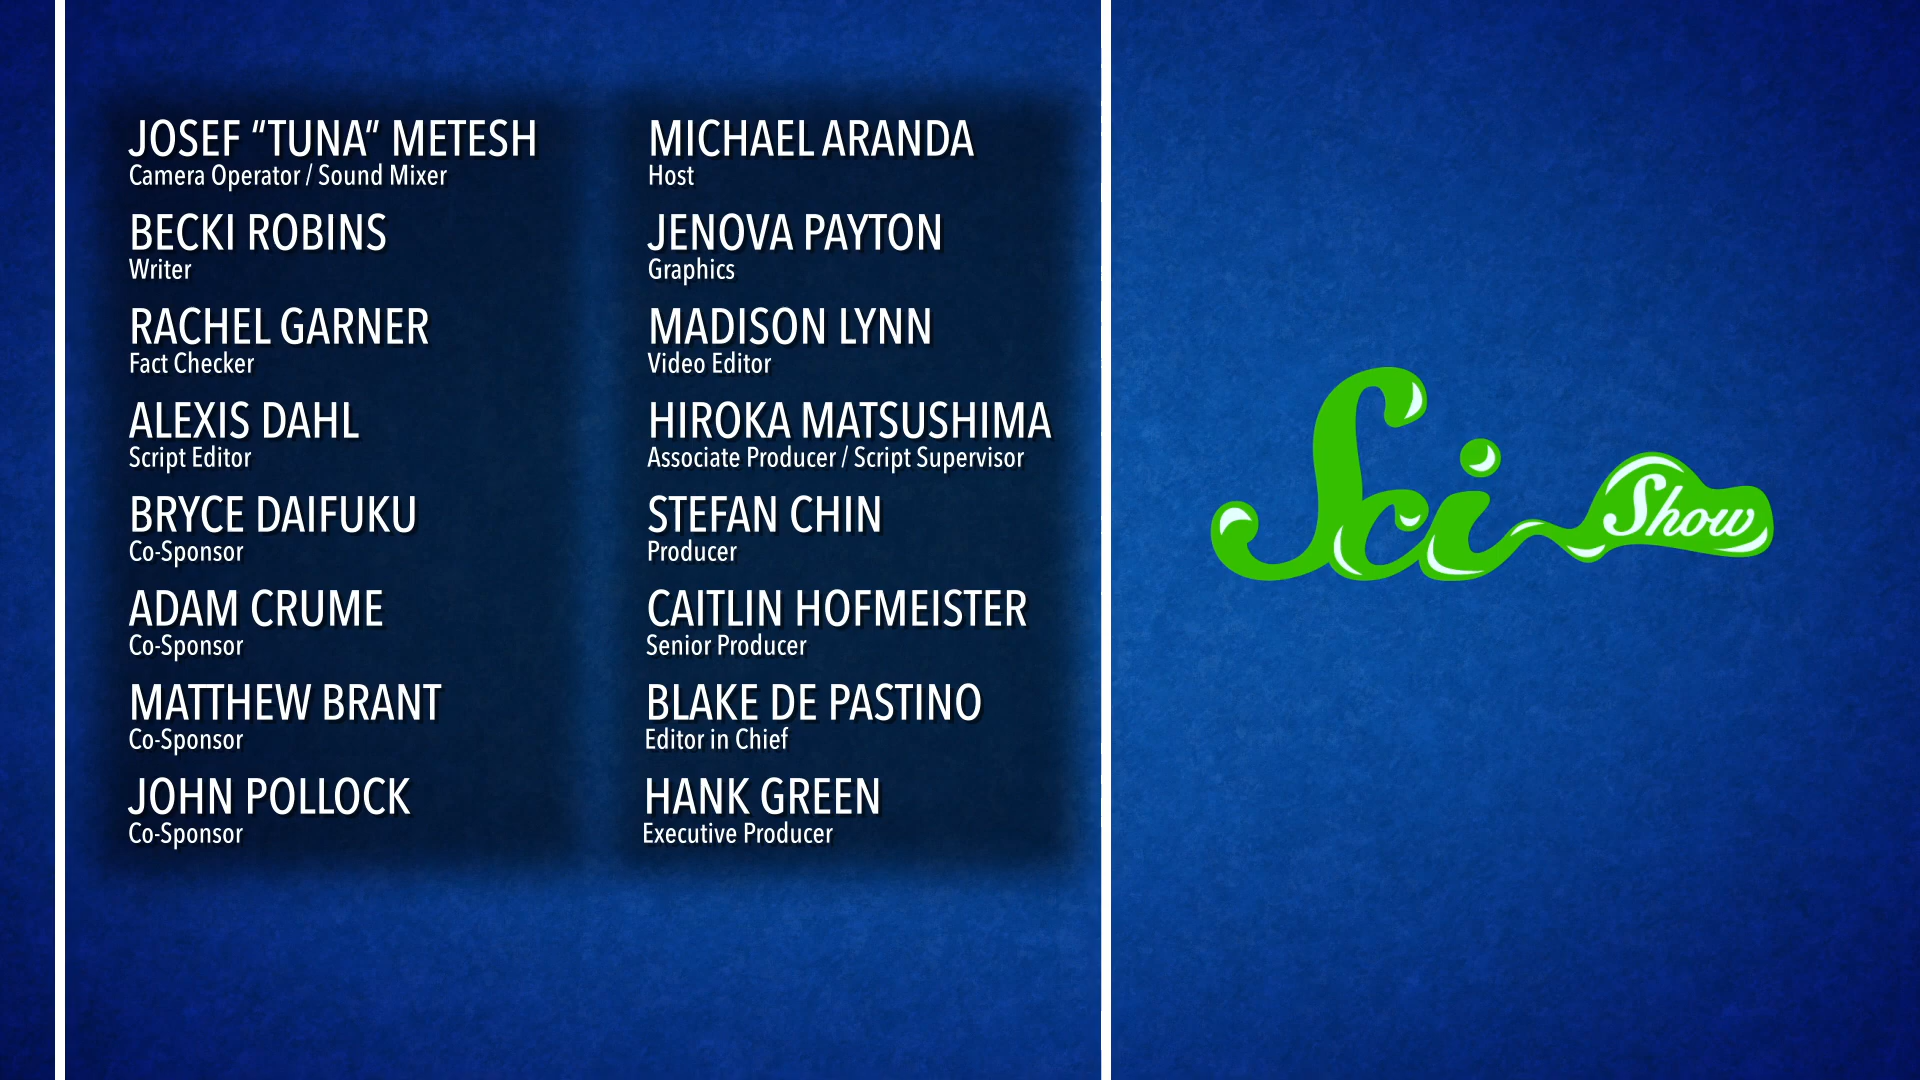 JOSEF “TUNA” METESH
Camera Operator / Sound Mixer
BECKI ROBINS
Writer
RACHEL GARNER
Fact Checker
ALEXIS DAHL
Script Editor
BRYCE DAIFUKU
Co-Sponsor
ADAM CRUME
Co-Sponsor
MATTHEW BRANT
Co-Sponsor
JOHN POLLOCK
Co-Sponsor
MICHAEL ARANDA
Host
JENOVA PAYTON
Graphics
MADISON LYNN
Video Editor
HIROKA MATSUSHIMA
Associate Producer / Script Supervisor
STEFAN CHIN
Producer
CAITLIN HOFMEISTER
Senior Producer
BLAKE DE PASTINO
Editor in Chief
HANK GREEN
Executive Producer
Sci Show